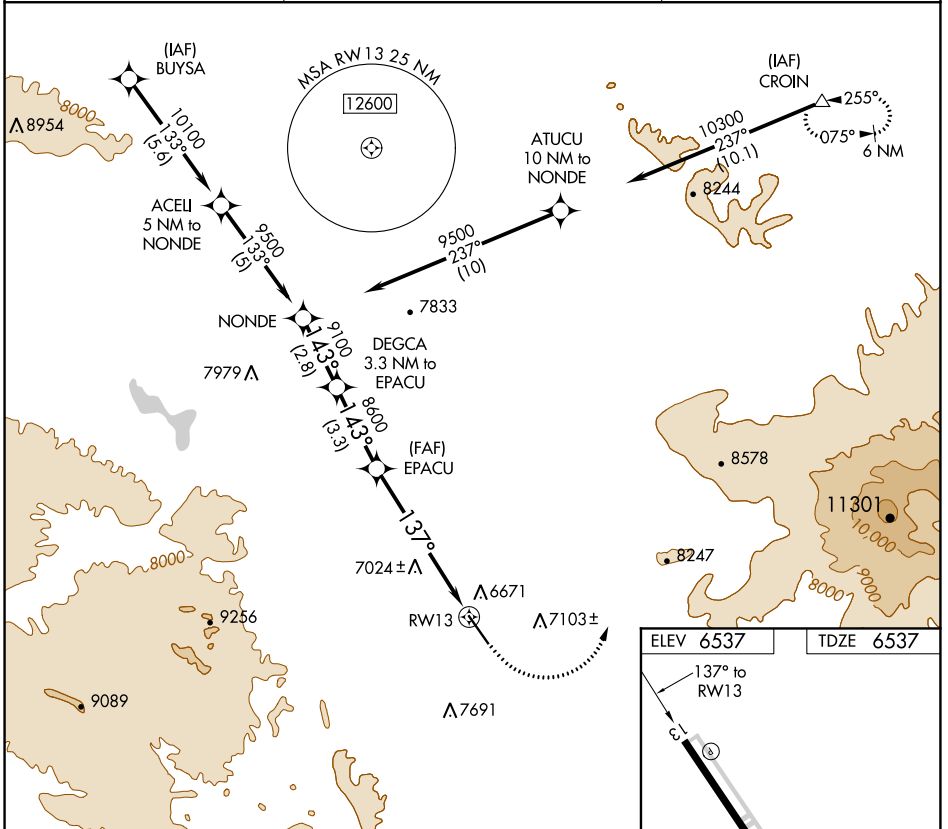 (IAF)
BUYSA
8000
8954
10100
133°
(5.6)
MSA RW13 25 NM
12600
(IAF)
CROIN
255°
075°
6 NM
10300
237°
(10.1)
8244
ATUCU
10 NM to
NONDE
ACELI
5 NM to
NONDE
9500
133°
(5)
9500
237°
(10)
7833
NONDE
9100
143°
(2.8)
DEGCA
3.3 NM to
EPACU
7979
8600
143°
(3.3)
(FAF)
EPACU
8578
11301
10,000
9000
8000
8247
137°
7024±
6671
RW13
7103±
8000
9256
9089
7691
ELEV 6537
TDZE 6537
137° to
RW13
13
P